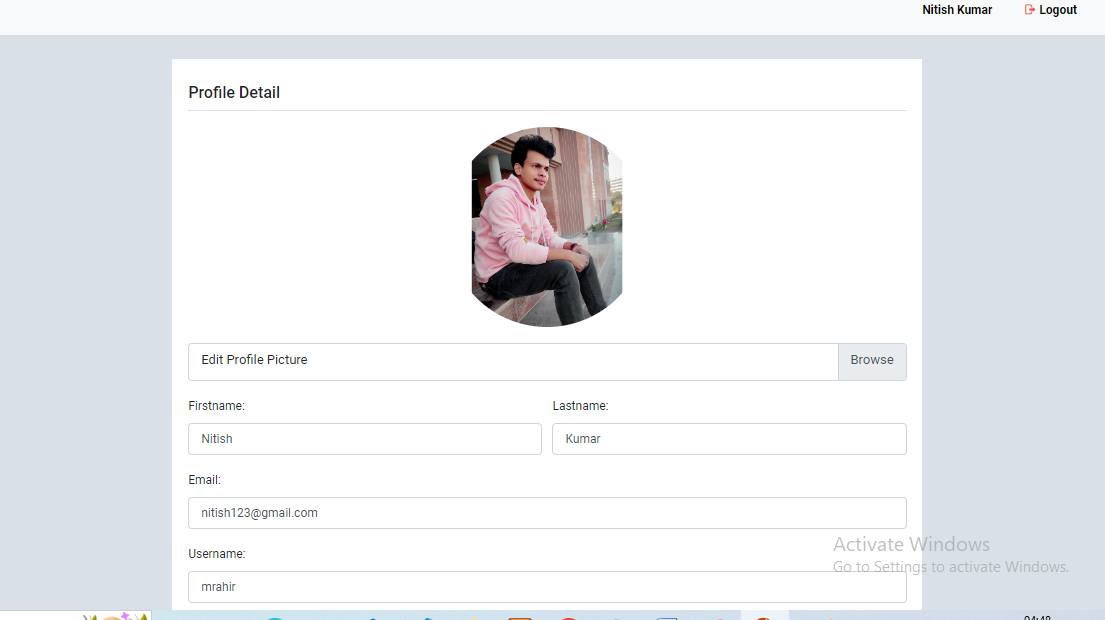 Nitish Kumar Logout
Profile Detail
Edit Profile Picture Browse
Firstname: Lastname:
Nitish Kumar
Email:
nitish123@gmail.com
Username:
mrahir
Activate Windows
Go to Settings to activate Windows.